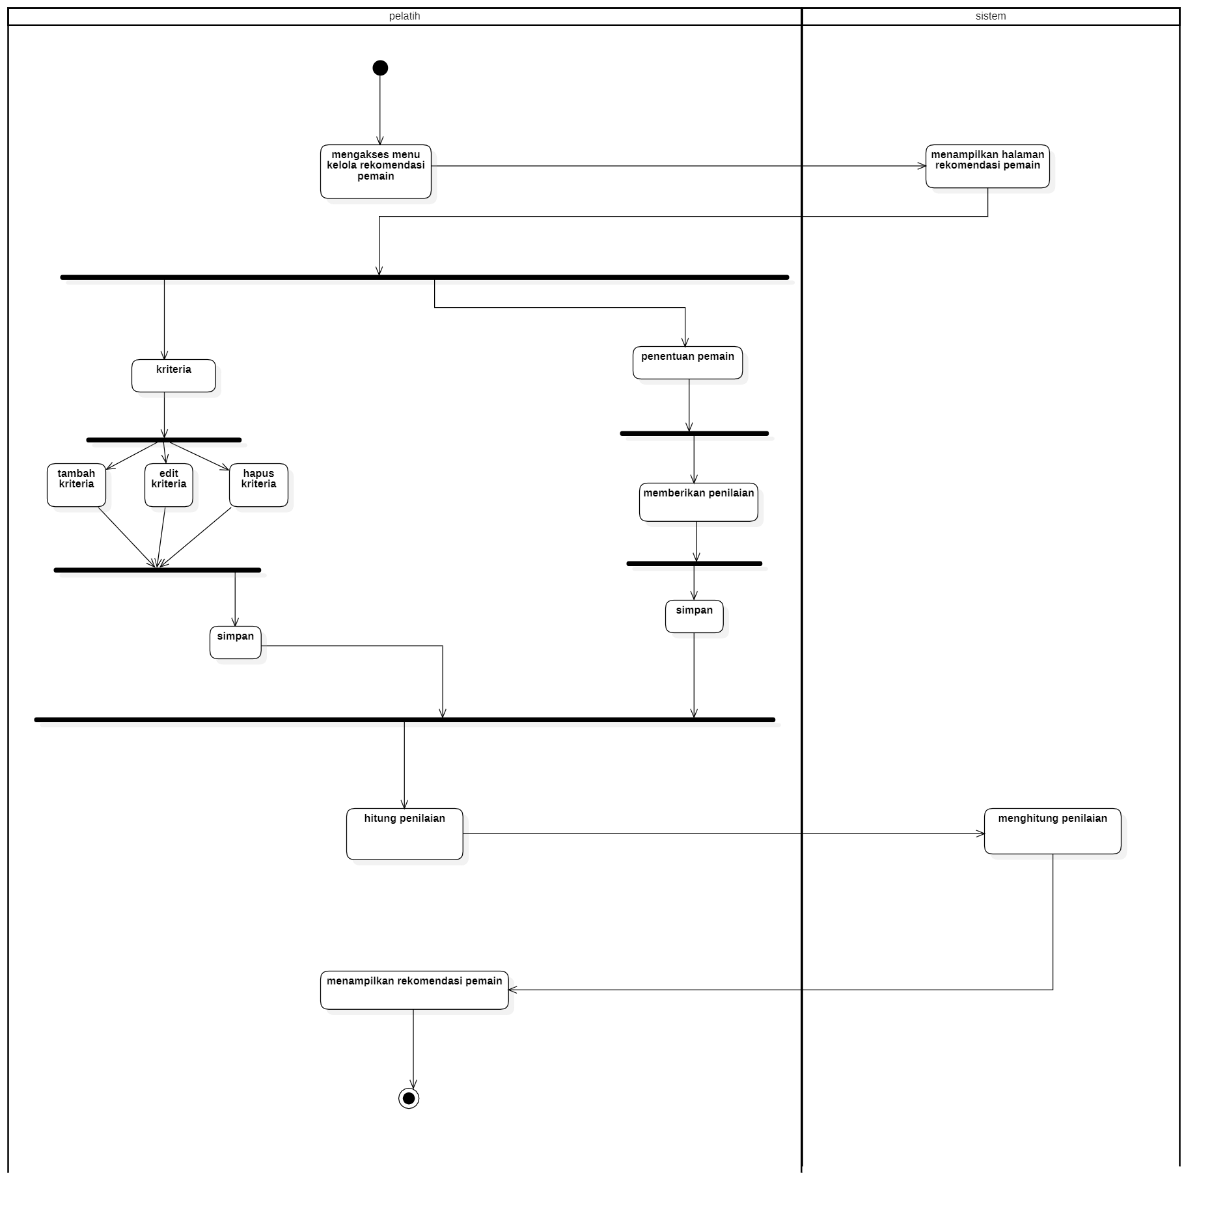 pelatih
sistem
mengakses menu
kelola rekomendasi
pemain
menampilkan halaman
rekomendasi pemain
kriteria
penentuan pemain
tambah
kriteria
edit
kriteria
hapus
kriteria
memberikan penilaian
simpan
simpan
hitung penilaian
menghitung penilaian
menampilkan rekomendasi pemain